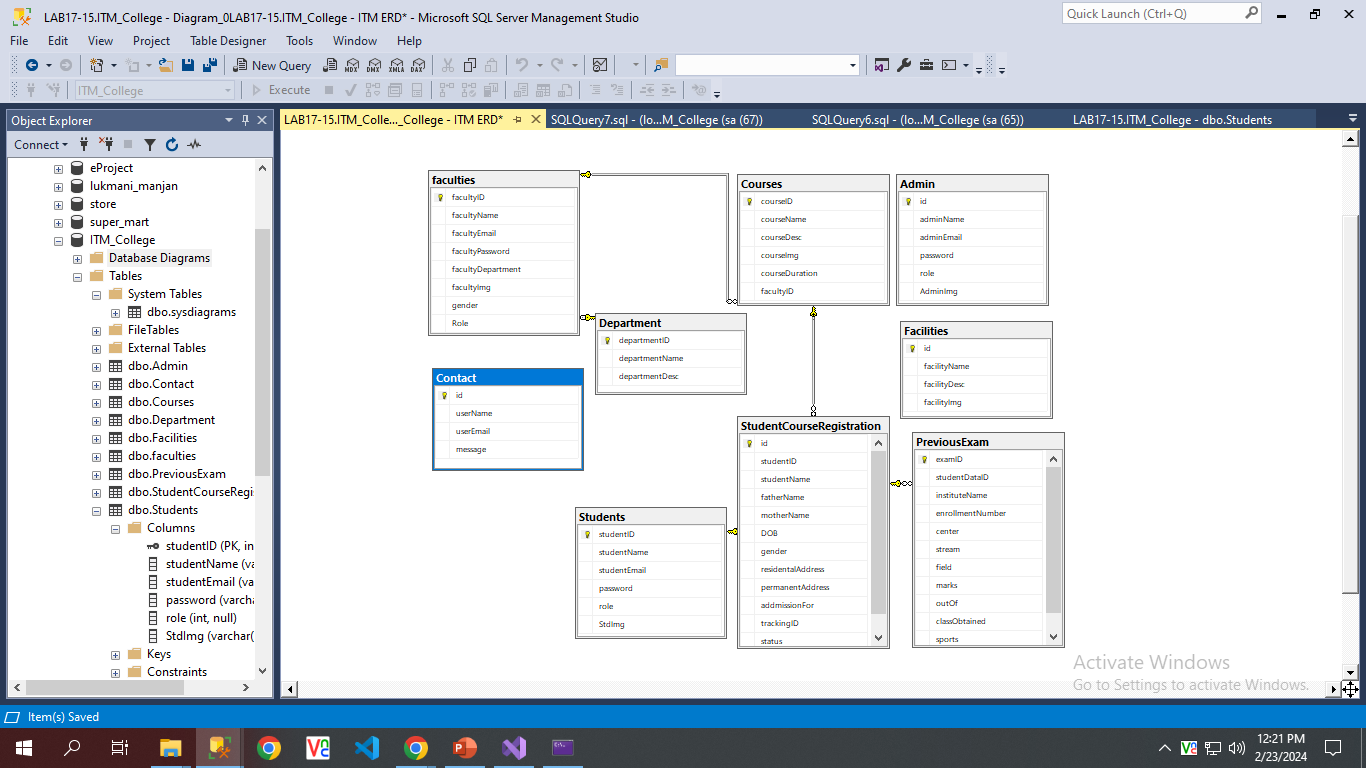 LAB17-15.ITM_College - Diagram_0LAB17-15.ITM_College - ITM ERD* - Microsoft SQL Server Management Studio
Quick Launch (Ctrl+Q)
File Edit View Project Table Designer Tools Window Help
New Query
MDX DMX XMLA DAX
ITM_College
Execute
Object Explorer
Connect
eProject
lukmani_manjan
store
super_mart
ITM_College
Database Diagrams
Tables
System Tables
dbo.sysdiagrams
FileTables
External Tables
dbo.Admin
dbo.Contact
dbo.Courses
dbo.Department
dbo.Facilities
dbo.faculties
dbo.PreviousExam
dbo.StudentCourseRegi
dbo.Students
Columns
studentID (PK, in
studentName (va
studentEmail (va
password (varcha
role (int, null)
StdImg (varchar(
Keys
Constraints
LAB17-15.ITM_Colle..._College - ITM ERD*
SQLQuery7.sql - (lo...M_College (sa (67))
SQLQuery6.sql - (lo...M_College (sa (65))
LAB17-15.ITM_College - dbo.Students
faculties
facultyID
facultyName
facultyEmail
facultyPassword
facultyDepartment
facultyImg
gender
Role
Courses
courseID
courseName
courseDesc
courseImg
courseDuration
facultyID
Admin
id
adminName
adminEmail
password
role
AdminImg
Department
departmentID
departmentName
departmentDesc
Facilities
id
facilityName
facilityDesc
facilityImg
Contact
id
userName
userEmail
message
StudentCourseRegistration
id
studentID
studentName
fatherName
motherName
DOB
gender
residentalAddress
permanentAddress
addmissionFor
trackingID
status
PreviousExam
examID
studentDataID
instituteName
enrollmentNumber
center
stream
field
marks
outOf
classObtained
sports
Students
studentID
studentName
studentEmail
password
role
StdImg
Activate Windows
Go to Settings to activate Windows.
Item(s) Saved
12:21 PM
2/23/2024